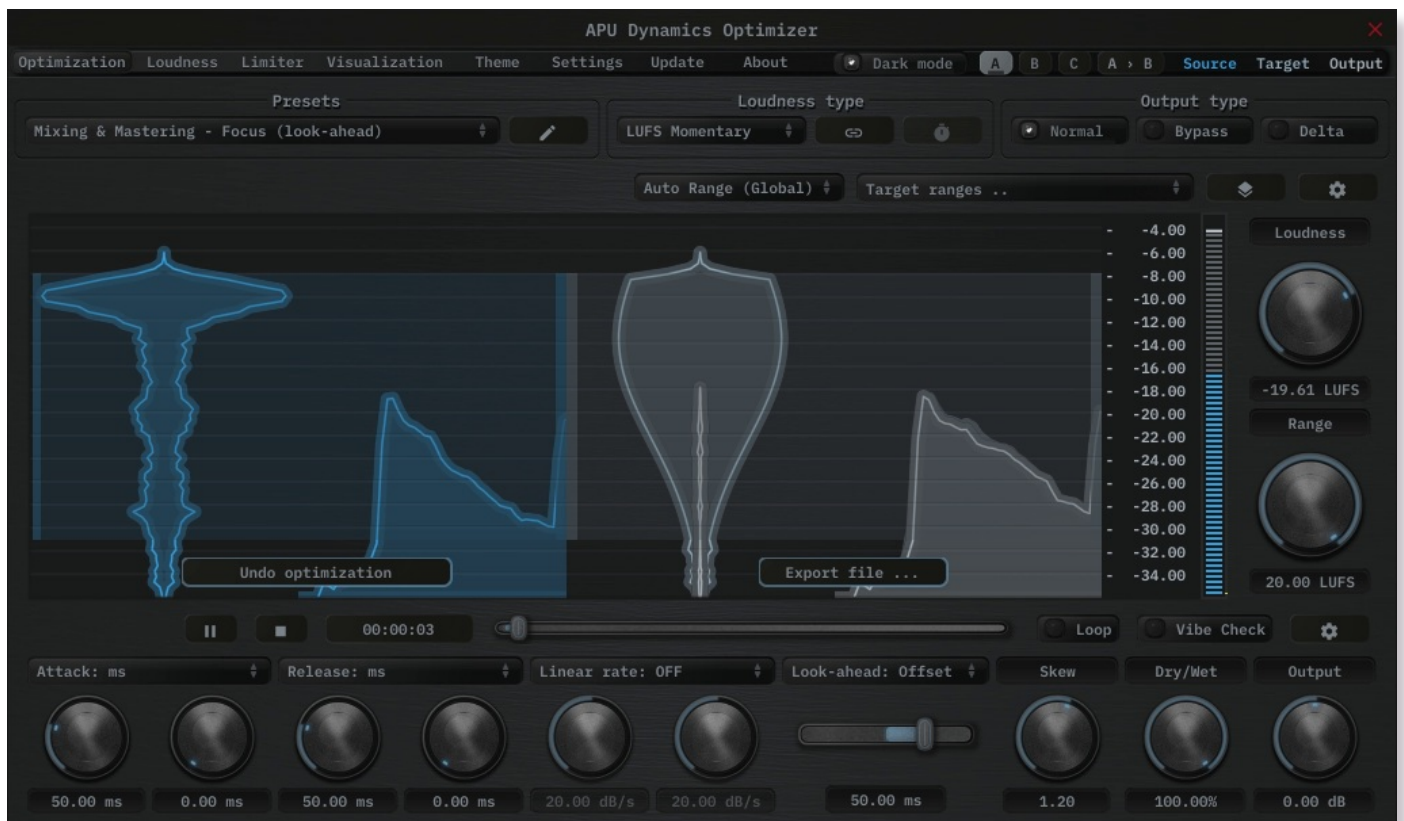 APU Dynamics Optimizer
Optimization Loudness Limiter Visualization Theme Settings Update About Dark mode A B C A › B Source Target Output
Presets Loudness type Output type
Mixing & Mastering - Focus (look-ahead) LUFS Momentary Normal Bypass Delta
Auto Range (Global) Target ranges ..
- -4.00 Loudness
- -6.00
- -8.00
- -10.00
- -12.00
- -14.00
- -16.00
- -18.00 -19.61 LUFS
- -20.00 Range
- -22.00
- -24.00
- -26.00
- -28.00
- -30.00
- -32.00
- -34.00 20.00 LUFS
Undo optimization Export file ...
00:00:03 Loop Vibe Check
Attack: ms Release: ms Linear rate: OFF Look-ahead: Offset Skew Dry/Wet Output
50.00 ms 0.00 ms 50.00 ms 0.00 ms 20.00 dB/s 20.00 dB/s 50.00 ms 1.20 100.00% 0.00 dB